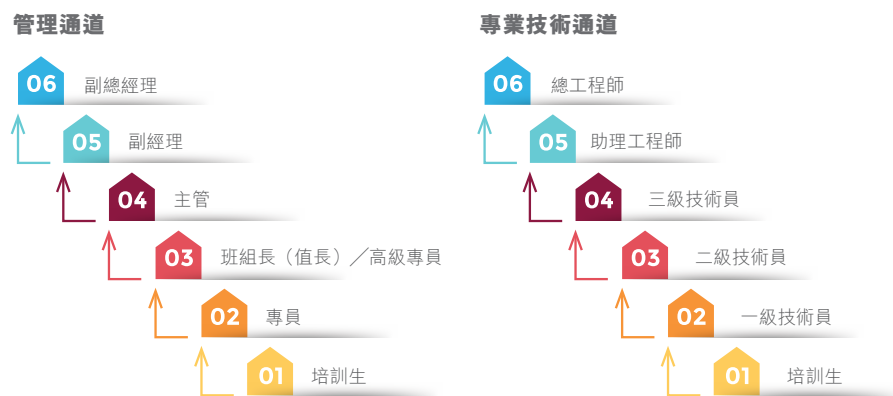 管理通道
06 副總經理
05 副經理
04 主管
03 班組長（值長）／高級專員
02 專員
01 培訓生
專業技術通道
06 總工程師
05 助理工程師
04 三級技術員
03 二級技術員
02 一級技術員
01 培訓生